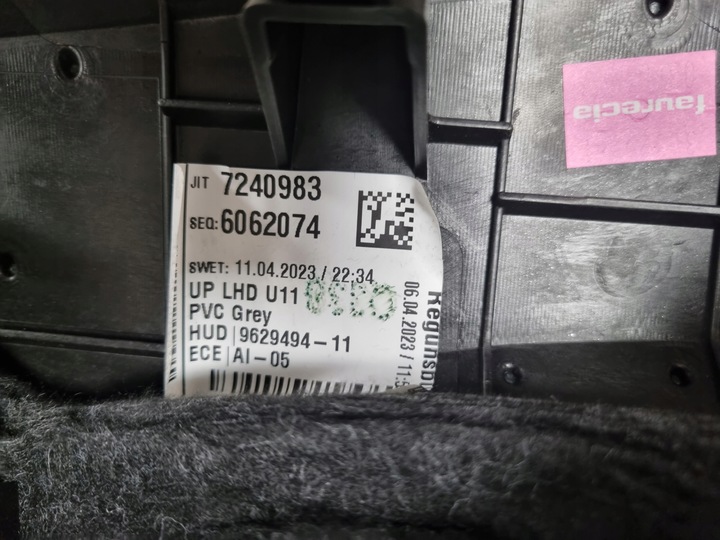 faurecia
JIT 7240983
SEQ: 6062074
SWET: 11.04.2023 / 22:34
UP LHD U11
PVC Grey
HUD | 9629494-11
ECE | AI-05
06.04.2023 / 11: